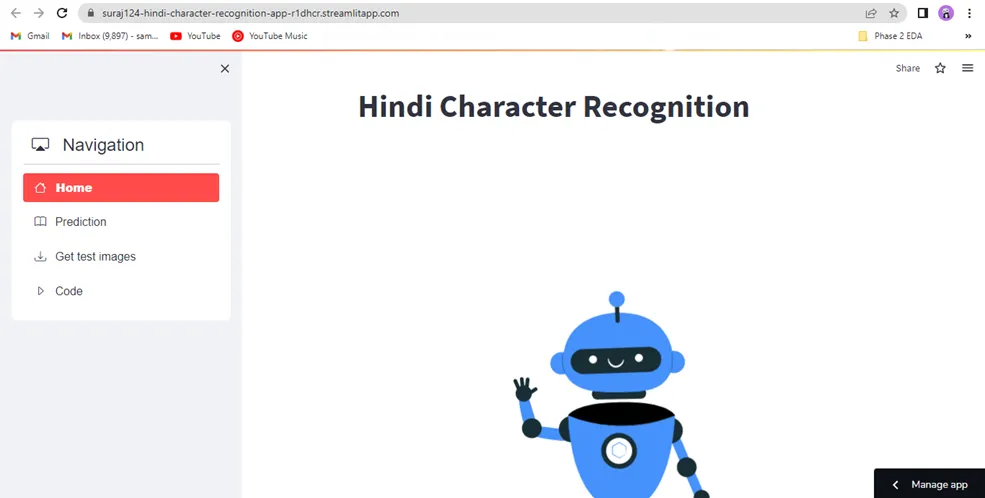 suraj124-hindi-character-recognition-app-r1dhcr.streamlitapp.com
Gmail Inbox (9,897) - sam... YouTube YouTube Music Phase 2 EDA »
Share
Hindi Character Recognition
Navigation
Home
Prediction
Get test images
Code
Manage app